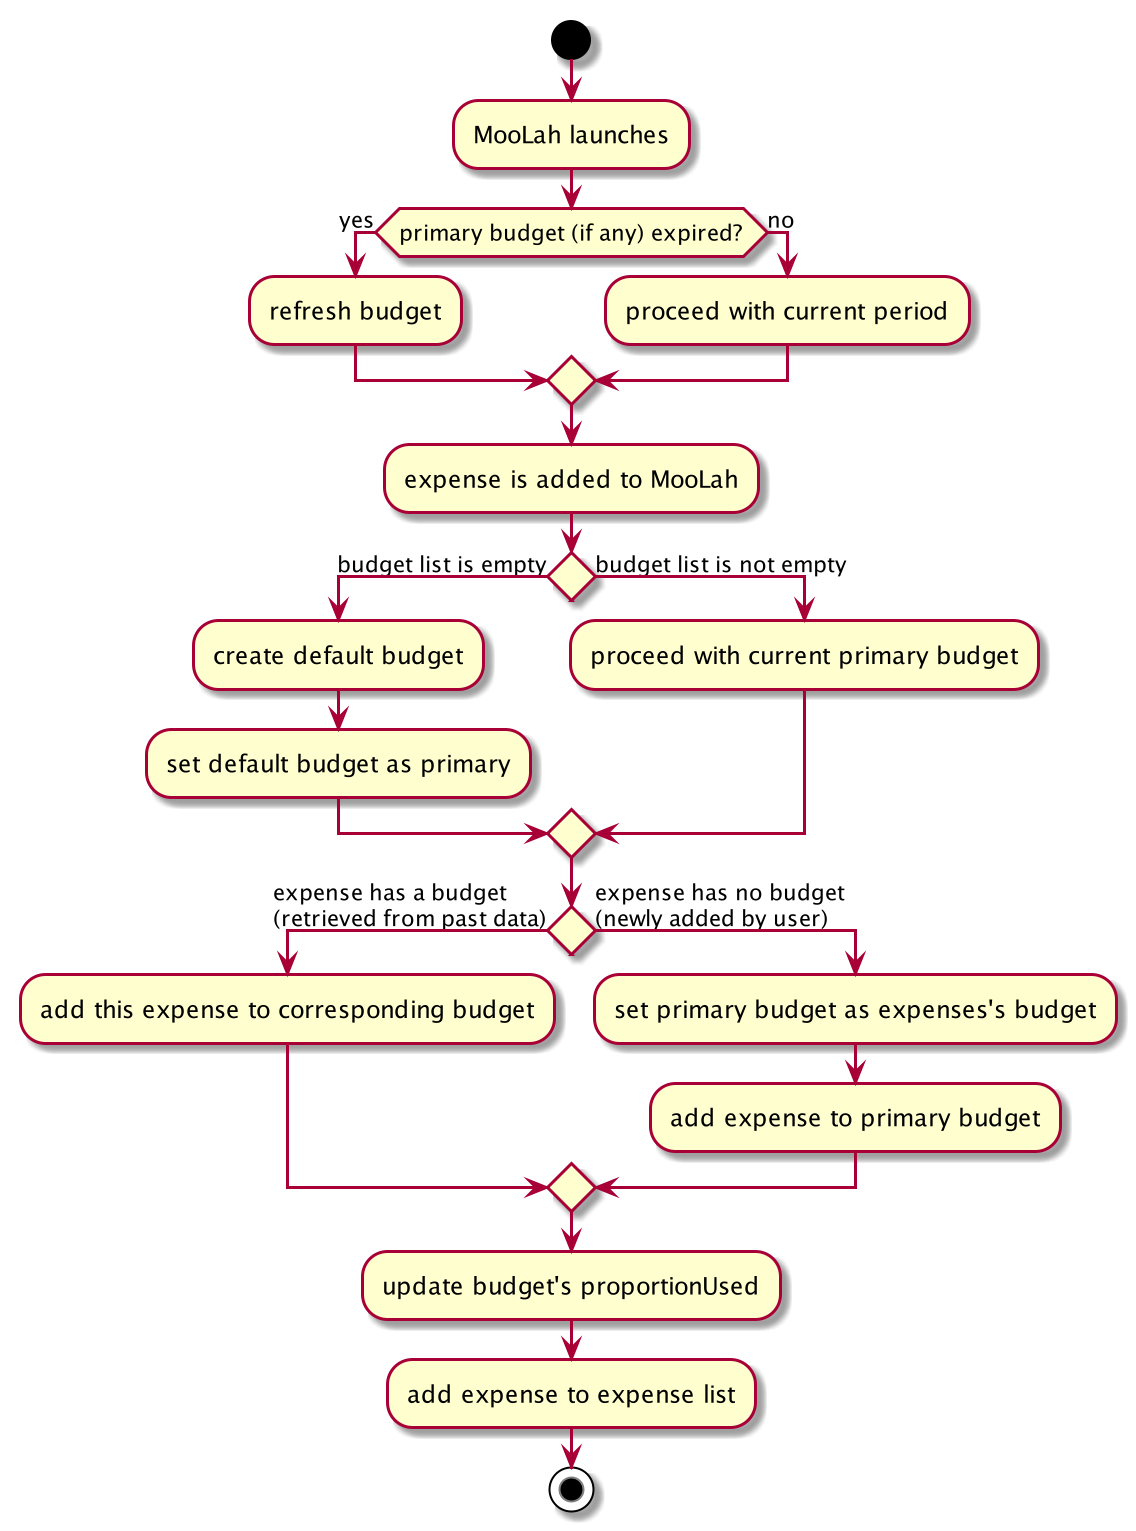 MooLah launches
yes
primary budget (if any) expired?
no
refresh budget
proceed with current period
expense is added to MooLah
budget list is empty
budget list is not empty
create default budget
proceed with current primary budget
set default budget as primary
expense has a budget
(retrieved from past data)
expense has no budget
(newly added by user)
add this expense to corresponding budget
set primary budget as expenses's budget
add expense to primary budget
update budget's proportionUsed
add expense to expense list